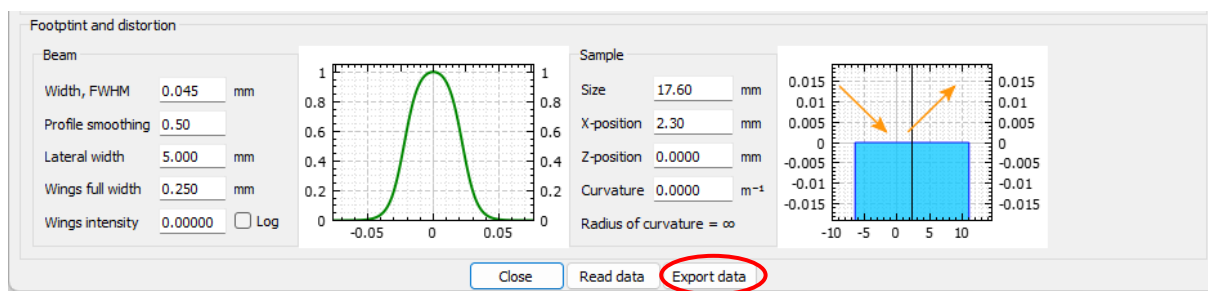 Footptint and distortion
Beam
Width, FWHM 0.045 mm
Profile smoothing 0.50
Lateral width 5.000 mm
Wings full width 0.250 mm
Wings intensity 0.00000 Log
1 1
0.8 0.8
0.6 0.6
0.4 0.4
0.2 0.2
0 0
-0.05 0 0.05
Sample
Size 17.60 mm
X-position 2.30 mm
Z-position 0.0000 mm
Curvature 0.0000 m⁻¹
Radius of curvature = ∞
0.015 0.015
0.01 0.01
0.005 0.005
0 0
-0.005 -0.005
-0.01 -0.01
-0.015 -0.015
-10 -5 0 5 10
Close Read data Export data